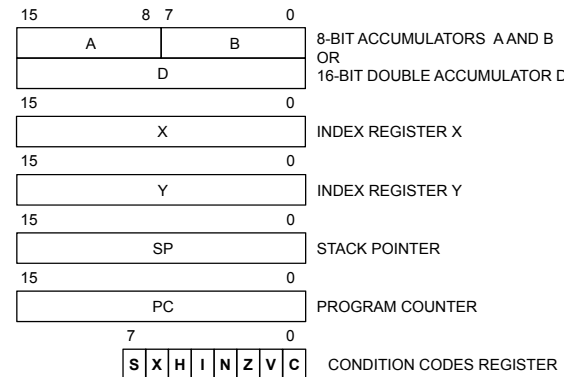 15 8 7 0
A B 8-BIT ACCUMULATORS A AND B
OR
D 16-BIT DOUBLE ACCUMULATOR D
15 0
X INDEX REGISTER X
15 0
Y INDEX REGISTER Y
15 0
SP STACK POINTER
15 0
PC PROGRAM COUNTER
7 0
S X H I N Z V C CONDITION CODES REGISTER